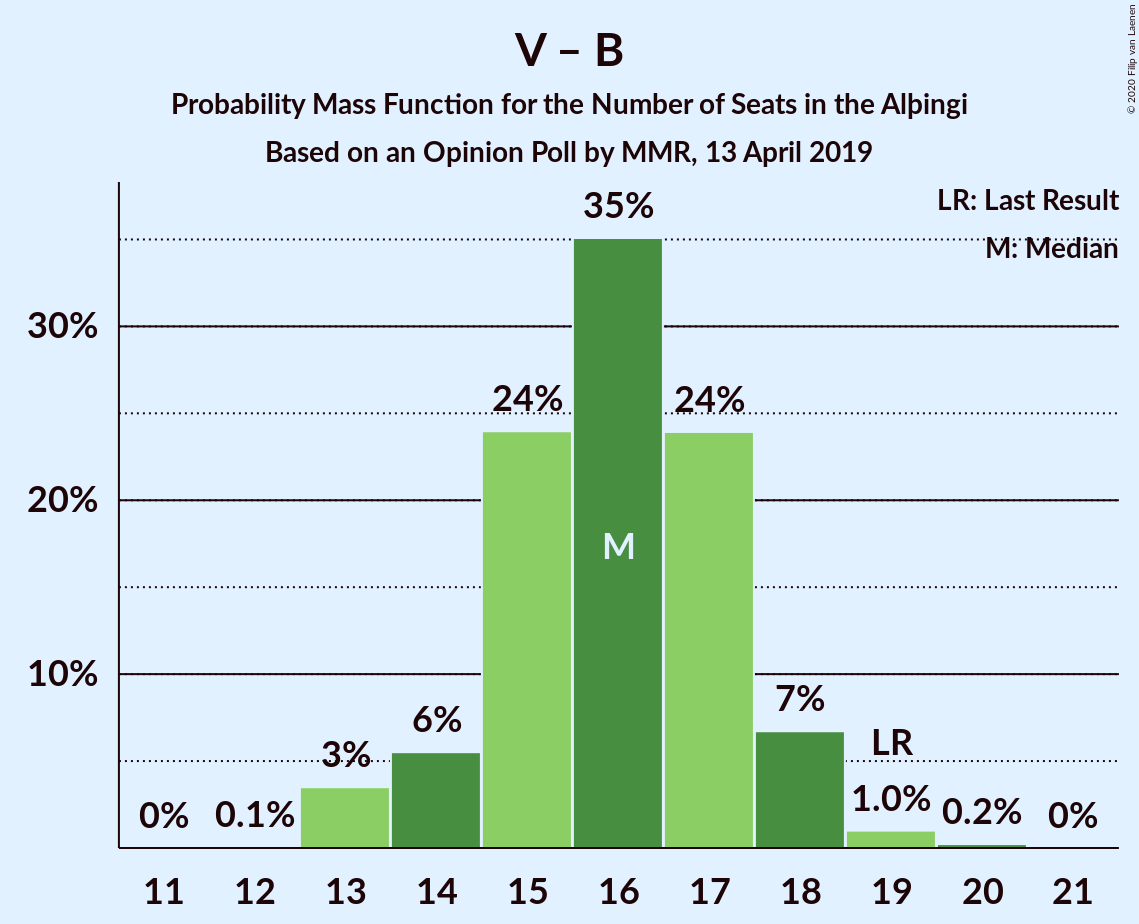 V – B
Probability Mass Function for the Number of Seats in the Alþingi
Based on an Opinion Poll by MMR, 13 April 2019
© 2020 Filip van Laenen
LR: Last Result
M: Median
35%
30%
24%
24%
20%
M
10%
7%
6%
LR
3%
1.0%
0%
0.1%
0.2%
0%
11 12 13 14 15 16 17 18 19 20 21